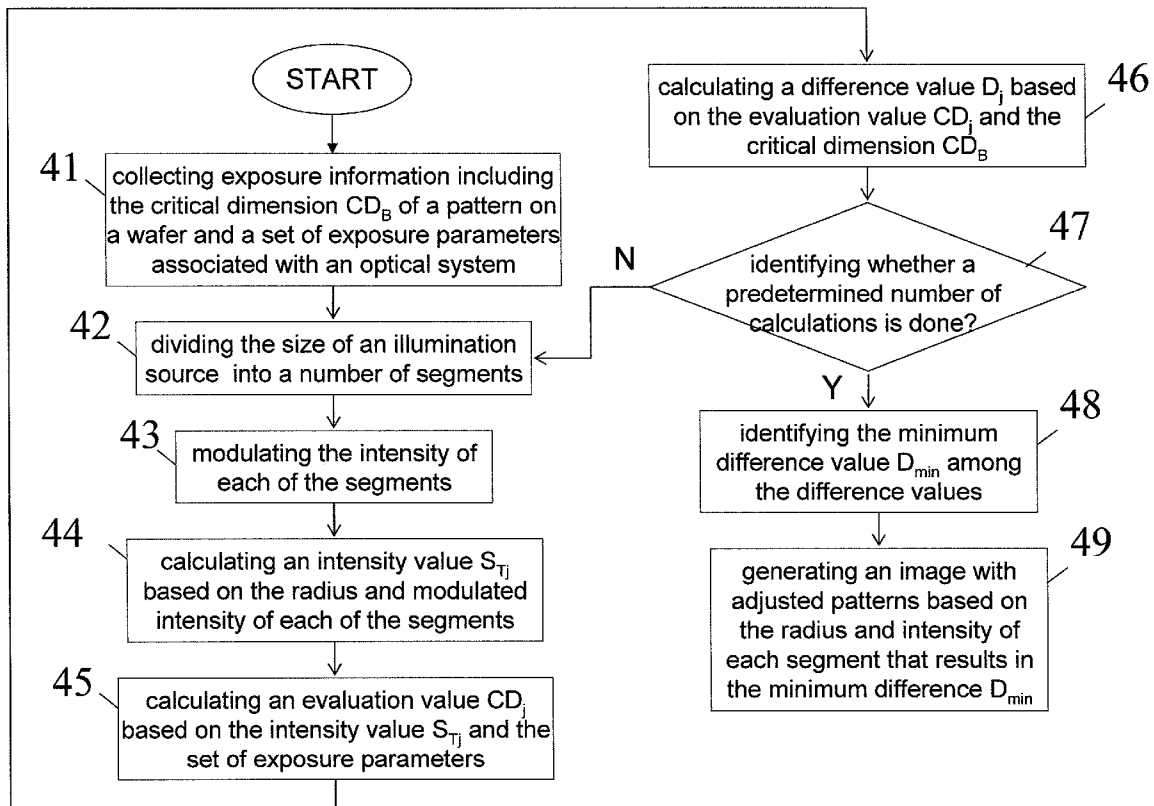 START
41
collecting exposure information including
the critical dimension CD_B of a pattern on
a wafer and a set of exposure parameters
associated with an optical system
42
dividing the size of an illumination
source into a number of segments
43
modulating the intensity of
each of the segments
44
calculating an intensity value S_Tj
based on the radius and modulated
intensity of each of the segments
45
calculating an evaluation value CD_j
based on the intensity value S_Tj and the
set of exposure parameters
46
calculating a difference value D_j based
on the evaluation value CD_j and the
critical dimension CD_B
47
identifying whether a
predetermined number of
calculations is done?
N
Y
48
identifying the minimum
difference value D_min among
the difference values
49
generating an image with
adjusted patterns based on
the radius and intensity of
each segment that results in
the minimum difference D_min